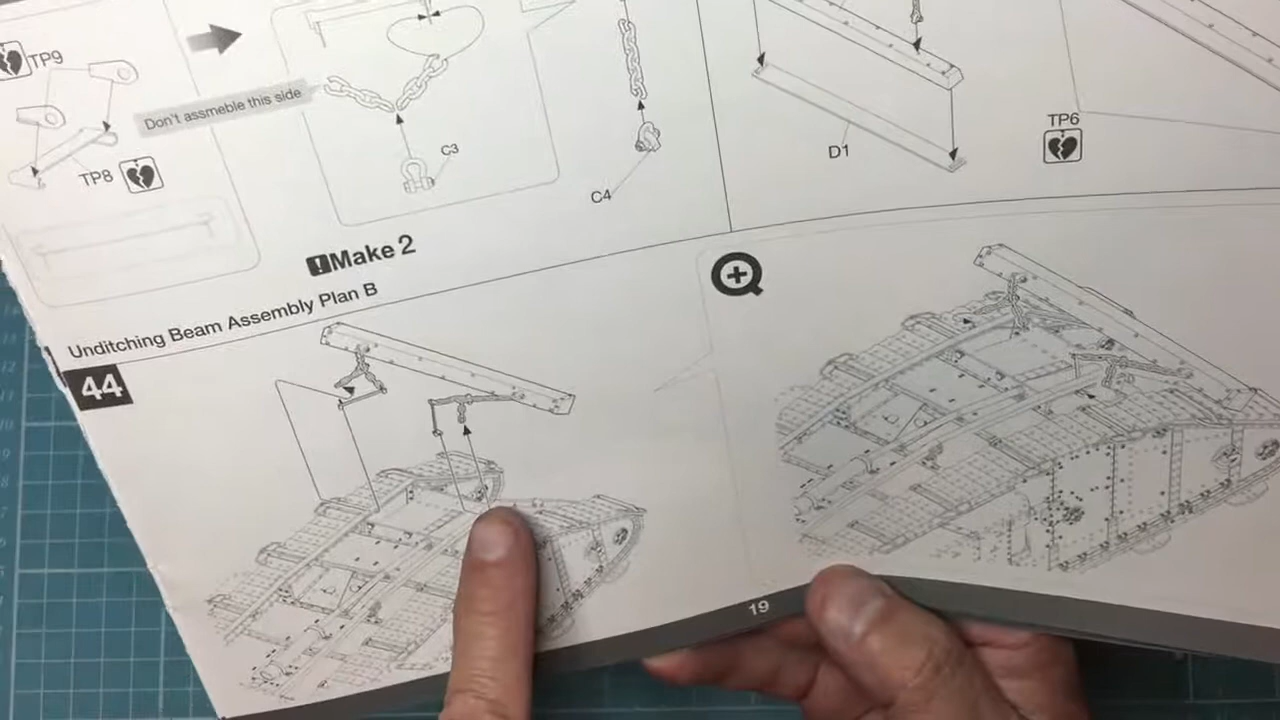 TP9
Don't assmeble this side
TP8
C3
C4
D1
TP6
!Make 2
Unditching Beam Assembly Plan B
44
19